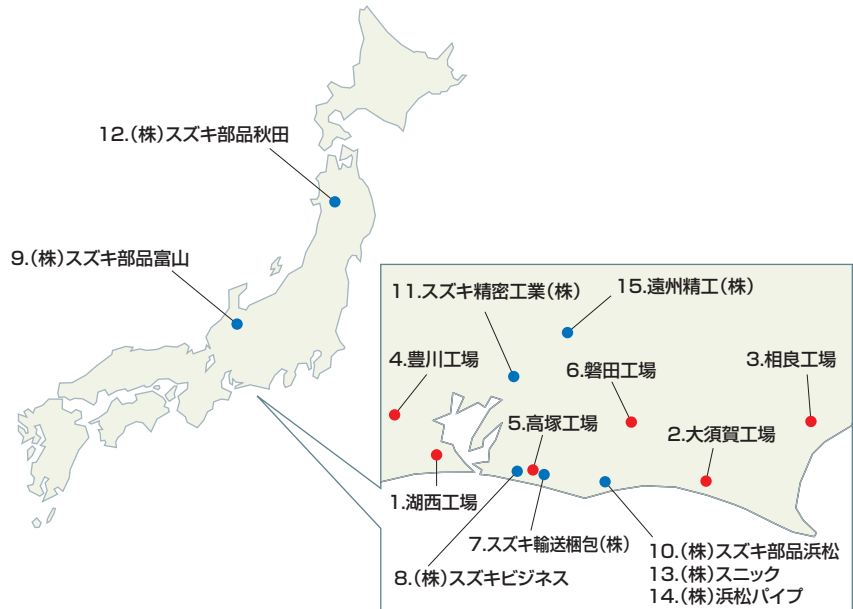 12.(株)スズキ部品秋田
9.(株)スズキ部品富山
11.スズキ精密工業(株)
15.遠州精工(株)
4.豊川工場
6.磐田工場
3.相良工場
5.高塚工場
2.大須賀工場
1.湖西工場
7.スズキ輸送梱包(株)
8.(株)スズキビジネス
10.(株)スズキ部品浜松
13.(株)スニック
14.(株)浜松パイプ